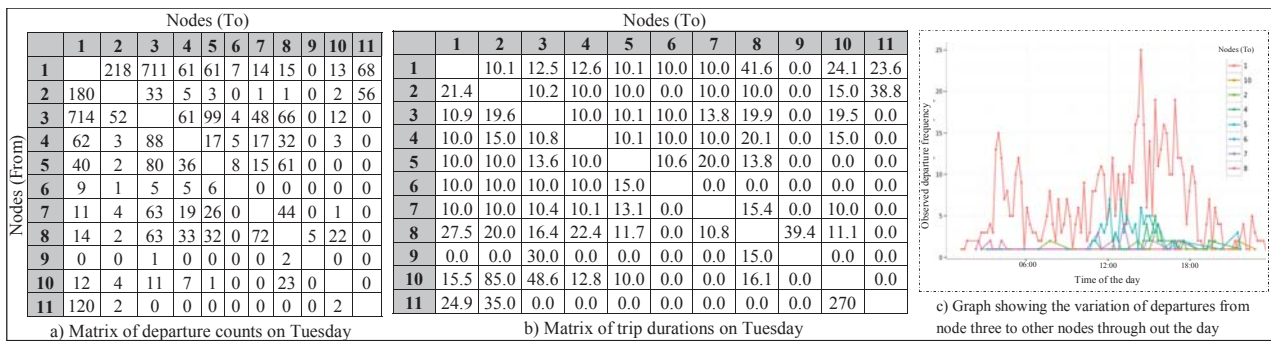 Nodes (To)
Nodes (From)
1 2 3 4 5 6 7 8 9 10 11
1 218 711 61 61 7 14 15 0 13 68
2 180 33 5 3 0 1 1 0 2 56
3 714 52 61 99 4 48 66 0 12 0
4 62 3 88 17 5 17 32 0 3 0
5 40 2 80 36 8 15 61 0 0 0
6 9 1 5 5 6 0 0 0 0 0
7 11 4 63 19 26 0 44 0 1 0
8 14 2 63 33 32 0 72 5 22 0
9 0 0 1 0 0 0 0 2 0 0
10 12 4 11 7 1 0 0 23 0 0
11 120 2 0 0 0 0 0 0 0 2
a) Matrix of departure counts on Tuesday
Nodes (To)
1 2 3 4 5 6 7 8 9 10 11
1 10.1 12.5 12.6 10.1 10.0 10.0 41.6 0.0 24.1 23.6
2 21.4 10.2 10.0 10.0 0.0 10.0 10.0 0.0 15.0 38.8
3 10.9 19.6 10.0 10.1 10.0 13.8 19.9 0.0 19.5 0.0
4 10.0 15.0 10.8 10.1 10.0 10.0 20.1 0.0 15.0 0.0
5 10.0 10.0 13.6 10.0 10.6 20.0 13.8 0.0 0.0 0.0
6 10.0 10.0 10.0 10.0 15.0 0.0 0.0 0.0 0.0 0.0
7 10.0 10.0 10.4 10.1 13.1 0.0 15.4 0.0 10.0 0.0
8 27.5 20.0 16.4 22.4 11.7 0.0 10.8 39.4 11.1 0.0
9 0.0 0.0 30.0 0.0 0.0 0.0 0.0 15.0 0.0 0.0
10 15.5 85.0 48.6 12.8 10.0 0.0 0.0 16.1 0.0 0.0
11 24.9 35.0 0.0 0.0 0.0 0.0 0.0 0.0 0.0 270
b) Matrix of trip durations on Tuesday
Observed departure frequency
25
20
15
10
5
0
Nodes (To)
1
10
2
4
5
6
7
8
06:00 12:00 18:00
Time of the day
c) Graph showing the variation of departures from
node three to other nodes through out the day